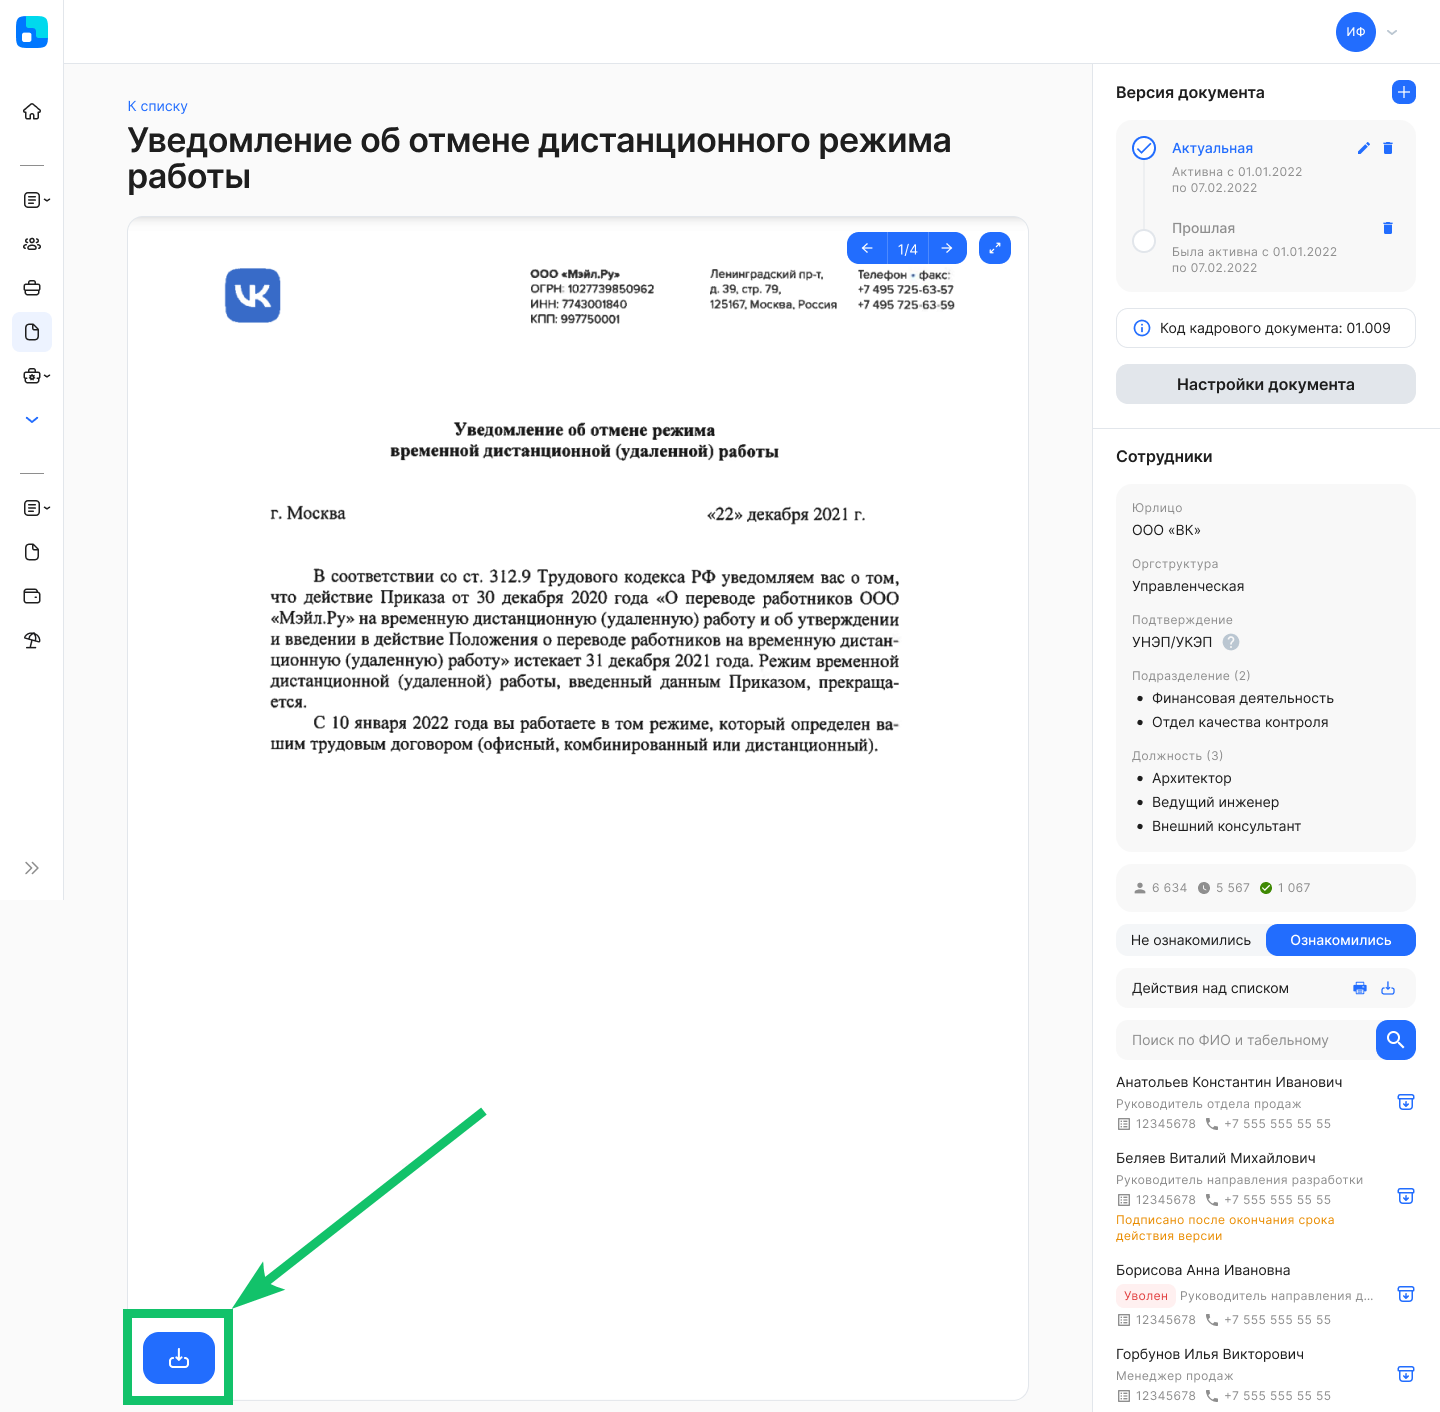 ИФ
К списку
Уведомление об отмене дистанционного режима
работы
1/4
ООО «Мэйл.Ру»
ОГРН: 1027739850962
ИНН: 7743001840
КПП: 997750001
Ленинградский пр-т,
д. 39, стр. 79,
125167, Москва, Россия
Телефон • факс:
+7 495 725-63-57
+7 495 725-63-59
Уведомление об отмене режима
временной дистанционной (удаленной) работы
г. Москва
«22» декабря 2021 г.
В соответствии со ст. 312.9 Трудового кодекса РФ уведомляем вас о том,
что действие Приказа от 30 декабря 2020 года «О переводе работников ООО
«Мэйл.Ру» на временную дистанционную (удаленную) работу и об утверждении
и введении в действие Положения о переводе работников на временную дистан-
ционную (удаленную) работу» истекает 31 декабря 2021 года. Режим временной
дистанционной (удаленной) работы, введенный данным Приказом, прекраща-
ется.
С 10 января 2022 года вы работаете в том режиме, который определен ва-
шим трудовым договором (офисный, комбинированный или дистанционный).
Версия документа
Актуальная
Активна с 01.01.2022
по 07.02.2022
Прошлая
Была активна с 01.01.2022
по 07.02.2022
Код кадрового документа: 01.009
Настройки документа
Сотрудники
Юрлицо
ООО «ВК»
Оргструктура
Управленческая
Подтверждение
УНЭП/УКЭП
Подразделение (2)
• Финансовая деятельность
• Отдел качества контроля
Должность (3)
• Архитектор
• Ведущий инженер
• Внешний консультант
6 634 5 567 1 067
Не ознакомились Ознакомились
Действия над списком
Поиск по ФИО и табельному
Анатольев Константин Иванович
Руководитель отдела продаж
12345678 +7 555 555 55 55
Беляев Виталий Михайлович
Руководитель направления разработки
12345678 +7 555 555 55 55
Подписано после окончания срока
действия версии
Борисова Анна Ивановна
Уволен Руководитель направления д...
12345678 +7 555 555 55 55
Горбунов Илья Викторович
Менеджер продаж
12345678 +7 555 555 55 55